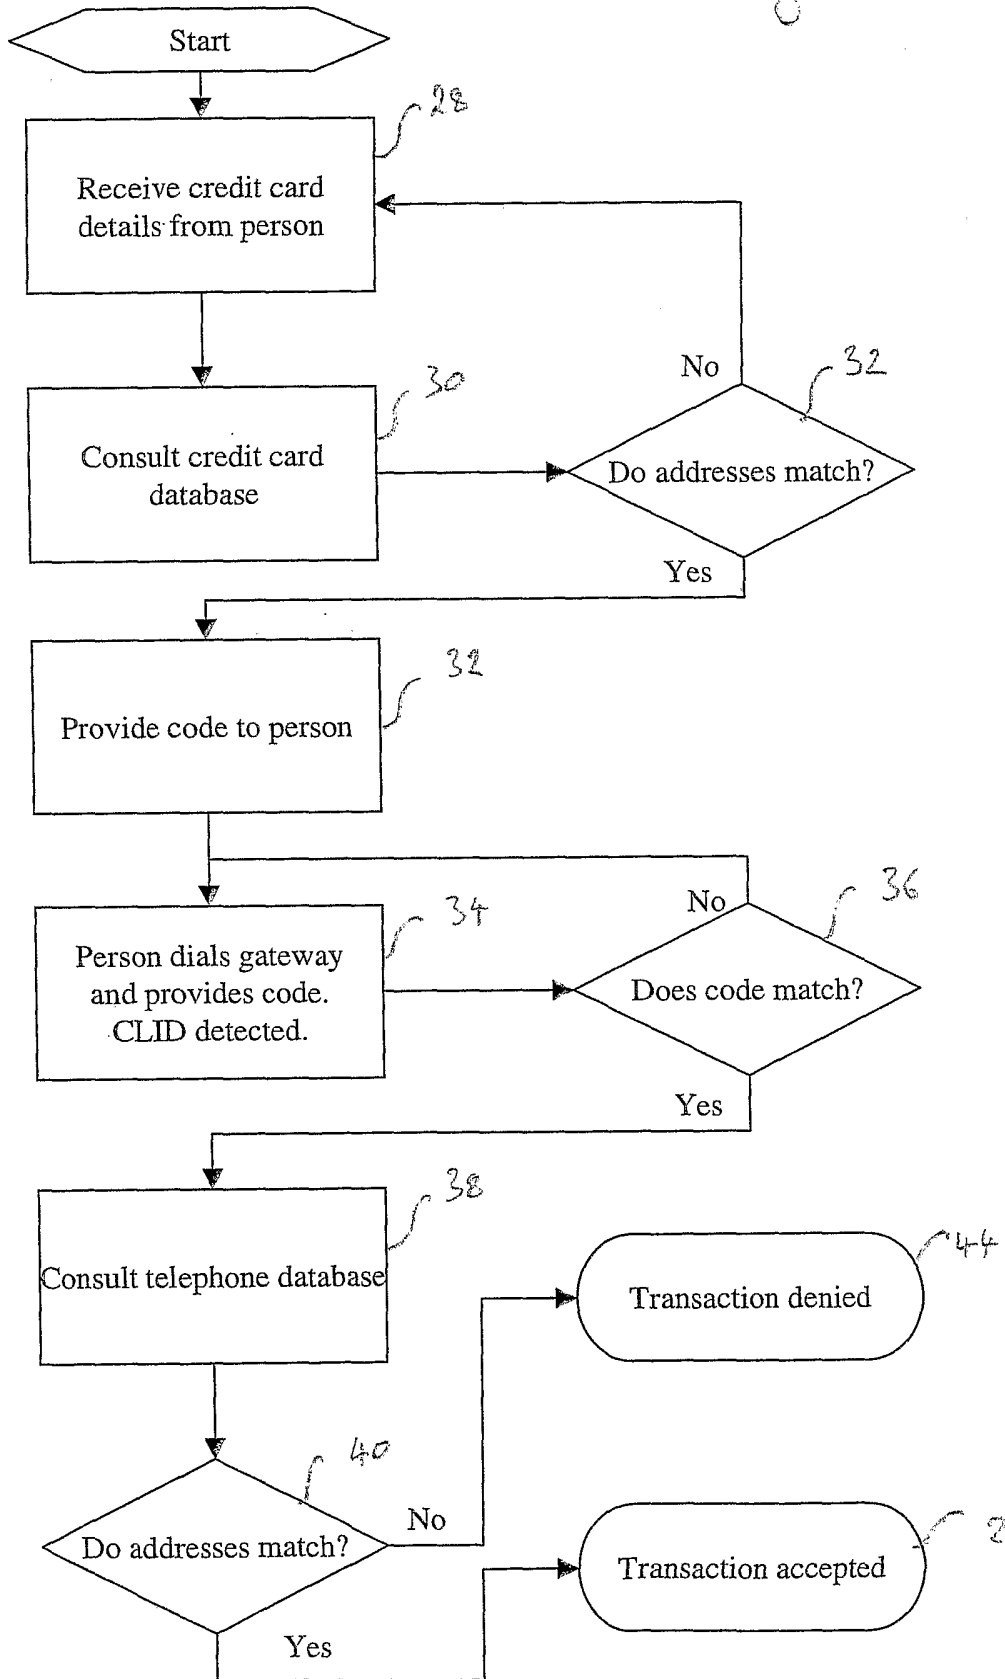 Start
28
Receive credit card
details from person
No
32
30
Consult credit card
database
Do addresses match?
Yes
32
Provide code to person
36
No
34
Person dials gateway
and provides code.
CLID detected.
Does code match?
Yes
38
Consult telephone database
44
Transaction denied
40
Do addresses match?
No
Transaction accepted
Yes